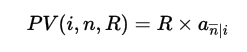 PV(i, n, R) = R × a_{\overline{n}|i}